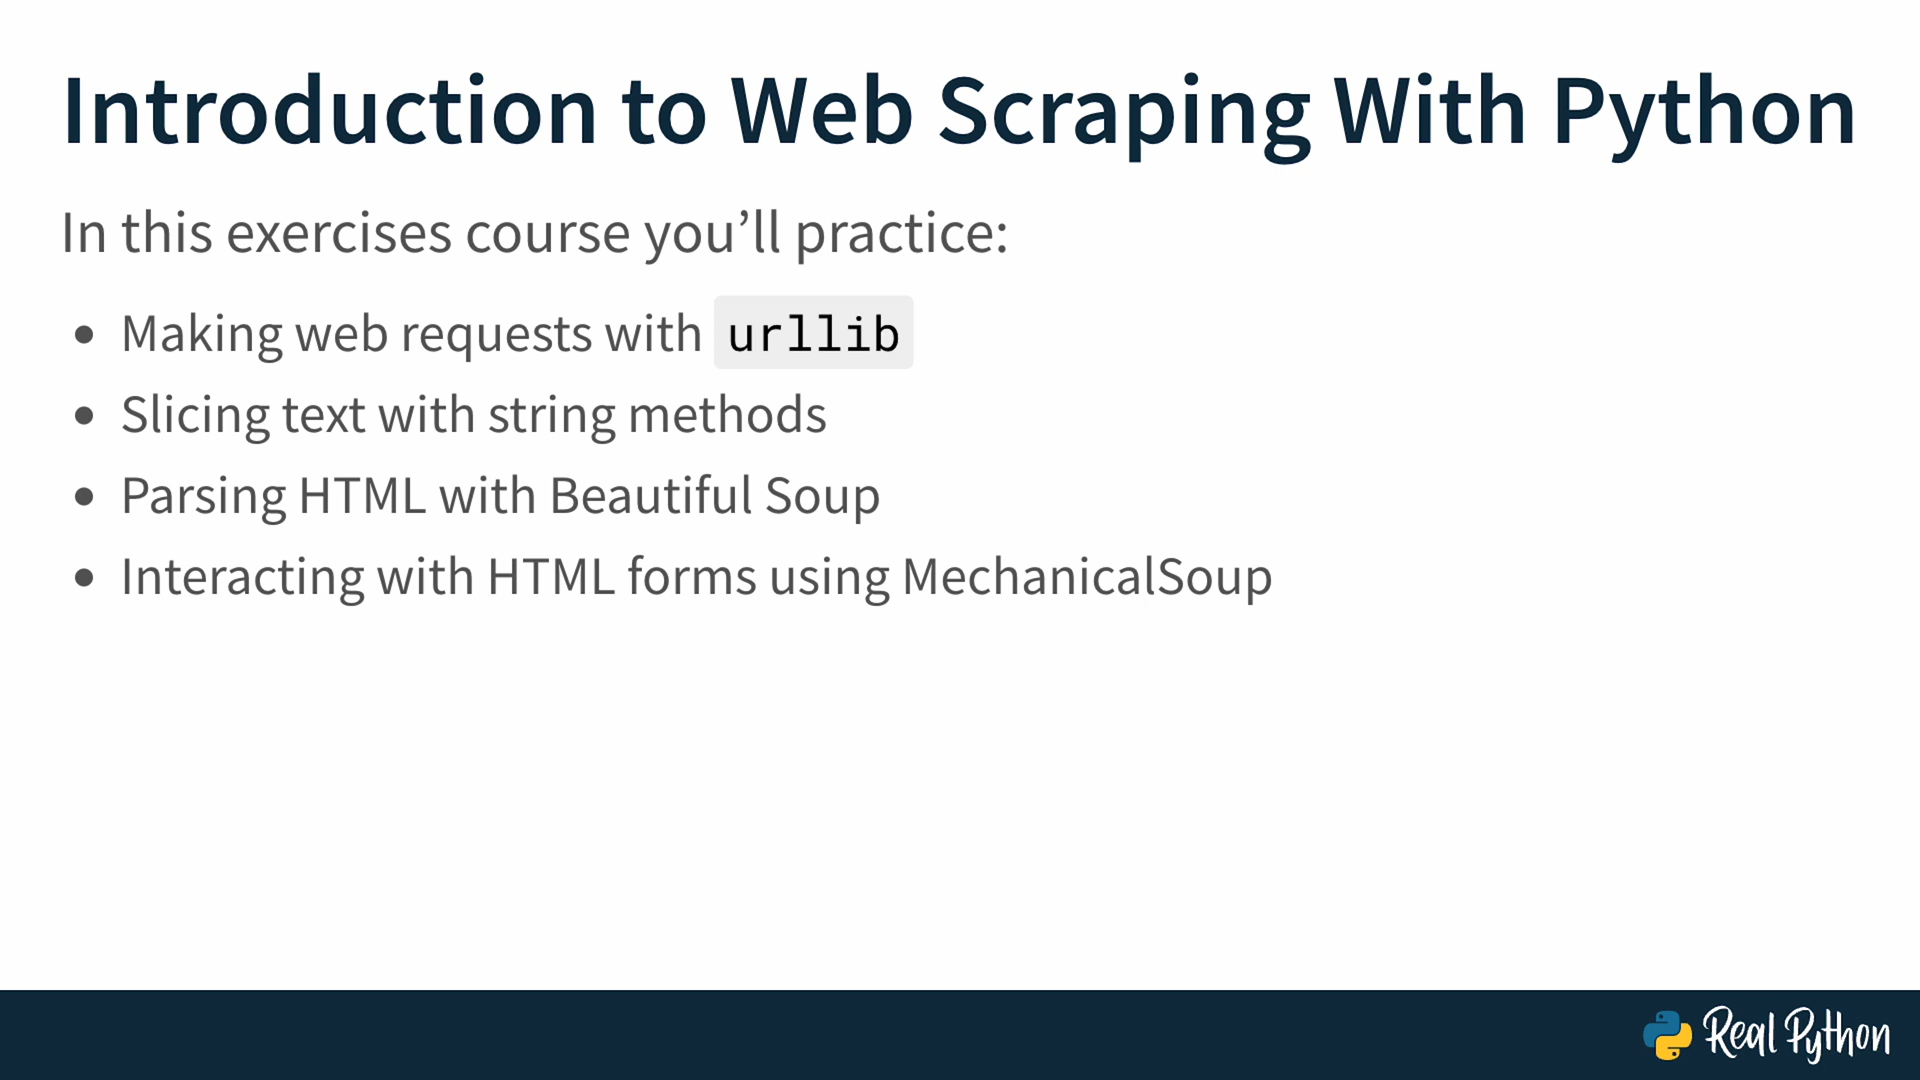 Introduction to Web Scraping With Python
In this exercises course you’ll practice:
• Making web requests with urllib
• Slicing text with string methods
• Parsing HTML with Beautiful Soup
• Interacting with HTML forms using MechanicalSoup
Real Python